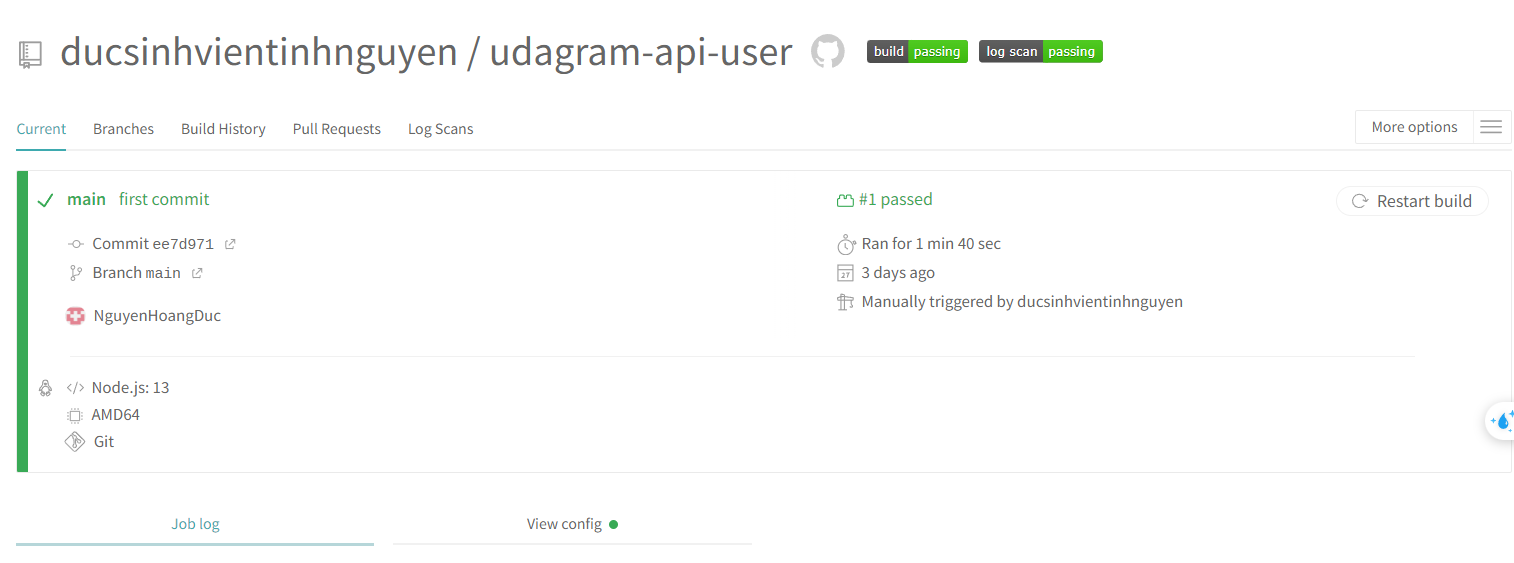 ducsinhvientinhnguyen / udagram-api-user build passing log scan passing
Current Branches Build History Pull Requests Log Scans More options
main first commit #1 passed Restart build
Commit ee7d971 Ran for 1 min 40 sec
Branch main 3 days ago
Manually triggered by ducsinhvientinhnguyen
NguyenHoangDuc
Node.js: 13
AMD64
Git
Job log View config